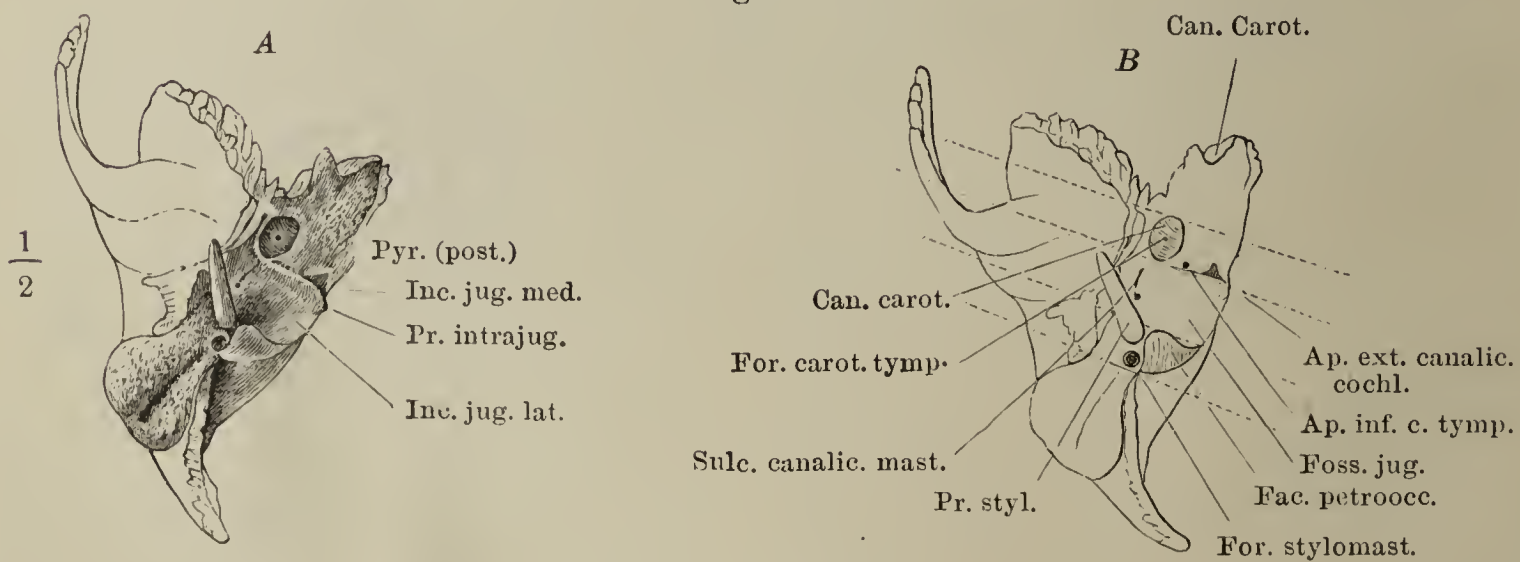 A
1
2
Pyr. (post.)
Inc. jug. med.
Pr. intrajug.
Inc. jug. lat.
B
Can. Carot.
Can. carot.
For. carot. tymp.
Sulc. canalic. mast.
Pr. styl.
Ap. ext. canalic.
cochl.
Ap. inf. c. tymp.
Foss. jug.
Fac. petroocc.
For. stylomast.